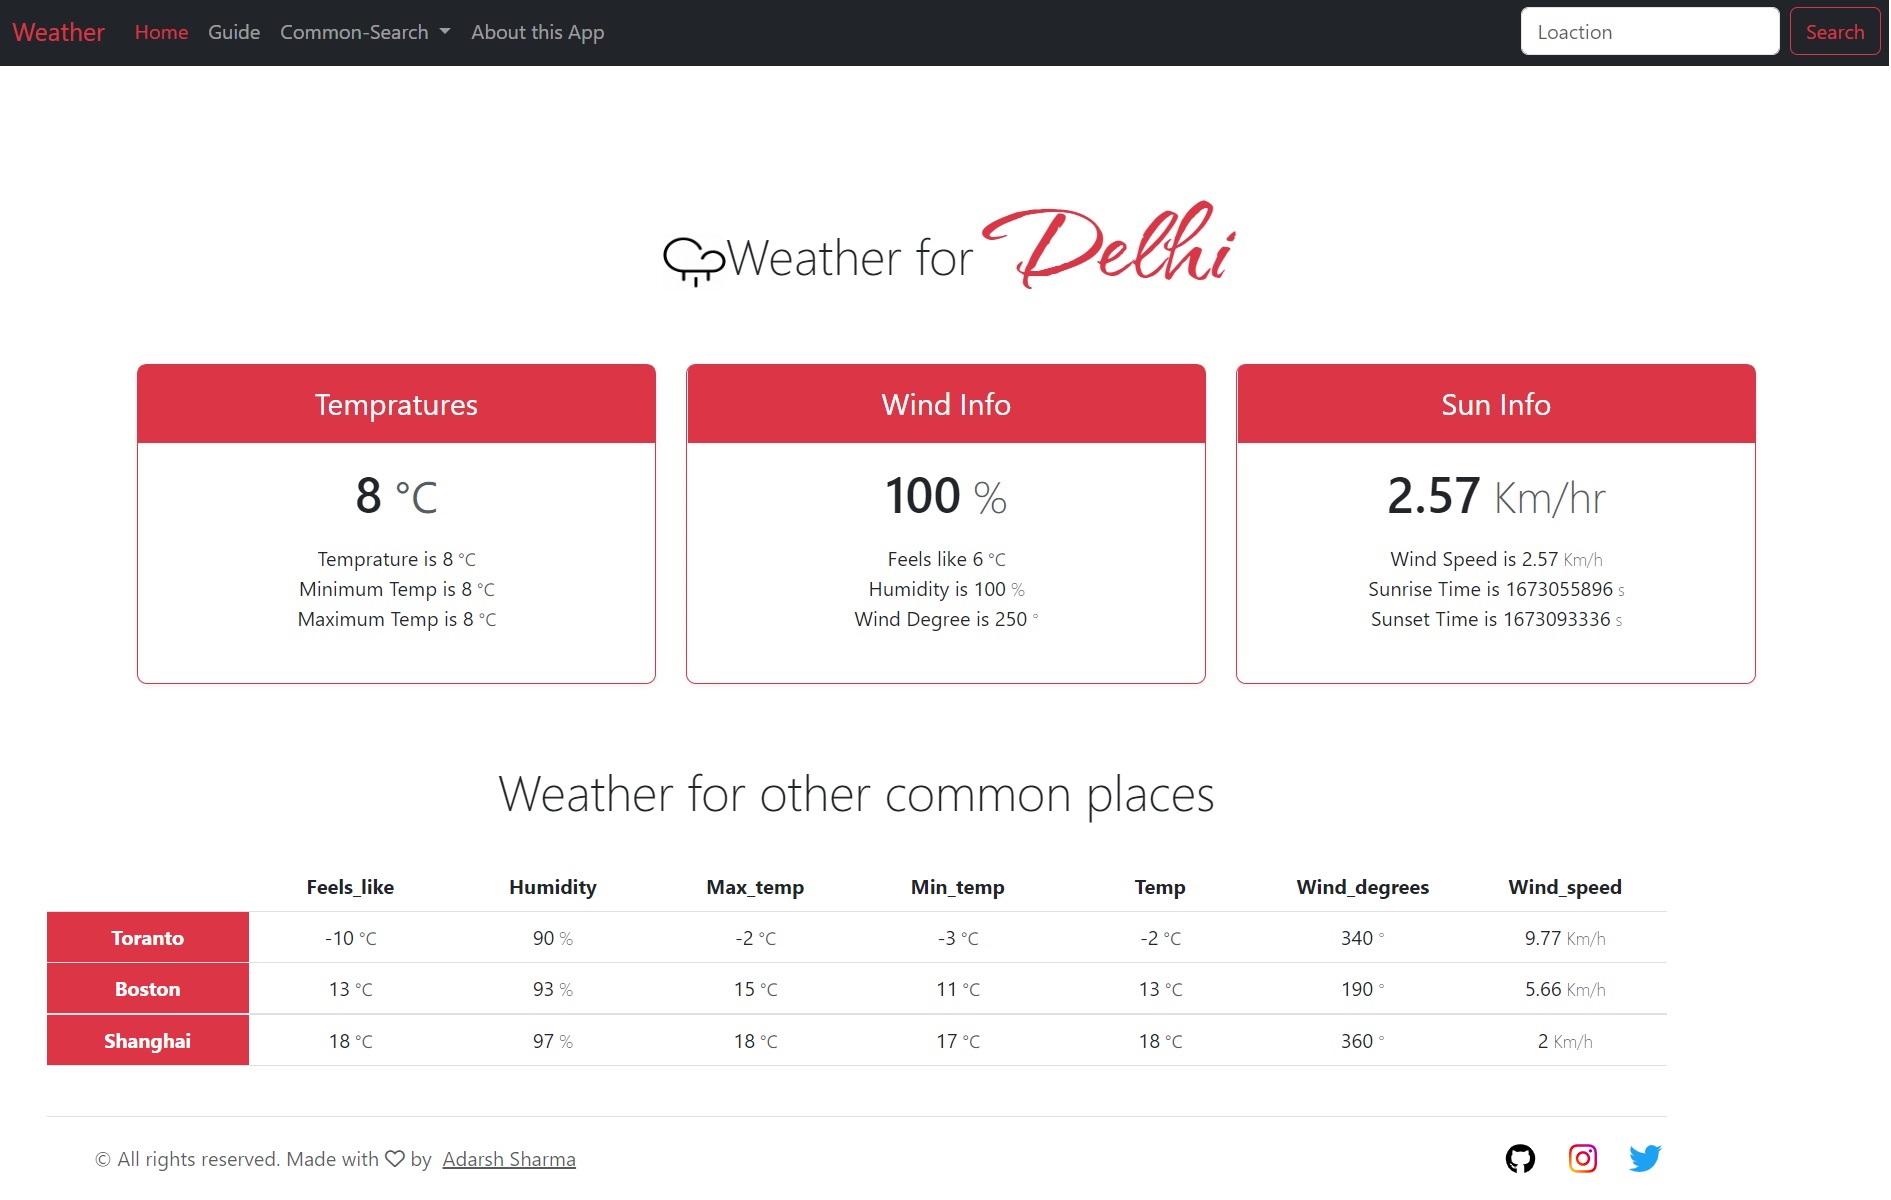 Weather Home Guide Common-Search About this App Loaction Search
Weather for Delhi
Tempratures
8 °C
Temprature is 8 °C
Minimum Temp is 8 °C
Maximum Temp is 8 °C
Wind Info
100 %
Feels like 6 °C
Humidity is 100 %
Wind Degree is 250 °
Sun Info
2.57 Km/hr
Wind Speed is 2.57 Km/h
Sunrise Time is 1673055896 s
Sunset Time is 1673093336 s
Weather for other common places
Feels_like Humidity Max_temp Min_temp Temp Wind_degrees Wind_speed
Toranto -10 °C 90 % -2 °C -3 °C -2 °C 340 ° 9.77 Km/h
Boston 13 °C 93 % 15 °C 11 °C 13 °C 190 ° 5.66 Km/h
Shanghai 18 °C 97 % 18 °C 17 °C 18 °C 360 ° 2 Km/h
© All rights reserved. Made with ♡ by Adarsh Sharma